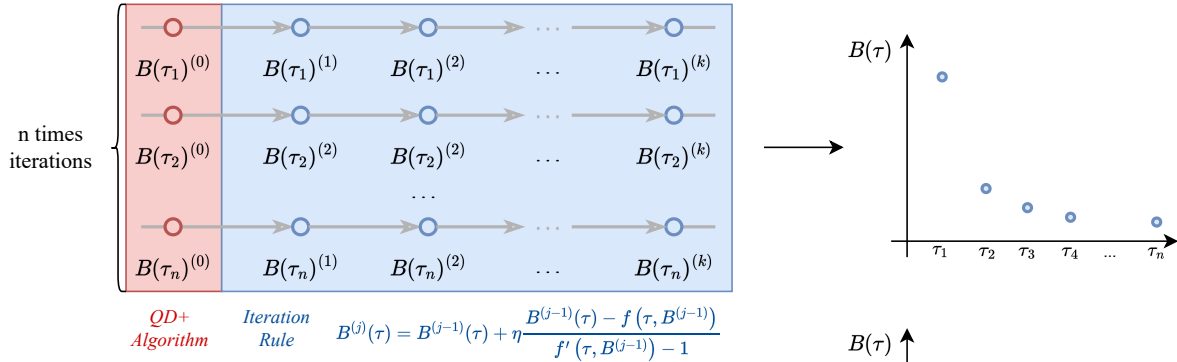 n times
iterations
B(τ₁)⁽⁰⁾ B(τ₁)⁽¹⁾ B(τ₁)⁽²⁾ ... B(τ₁)⁽ᵏ⁾
...
B(τ₂)⁽⁰⁾ B(τ₂)⁽²⁾ B(τ₂)⁽²⁾ ... B(τ₂)⁽ᵏ⁾
...
...
B(τₙ)⁽⁰⁾ B(τₙ)⁽¹⁾ B(τₙ)⁽²⁾ ... B(τₙ)⁽ᵏ⁾
...
QD+
Algorithm
Iteration
Rule
B⁽ʲ⁾(τ) = B⁽ʲ⁻¹⁾(τ) + η (B⁽ʲ⁻¹⁾(τ) − f(τ, B⁽ʲ⁻¹⁾)) / (f′(τ, B⁽ʲ⁻¹⁾) − 1)
B(τ)
τ₁ τ₂ τ₃ τ₄ ... τₙ
B(τ)